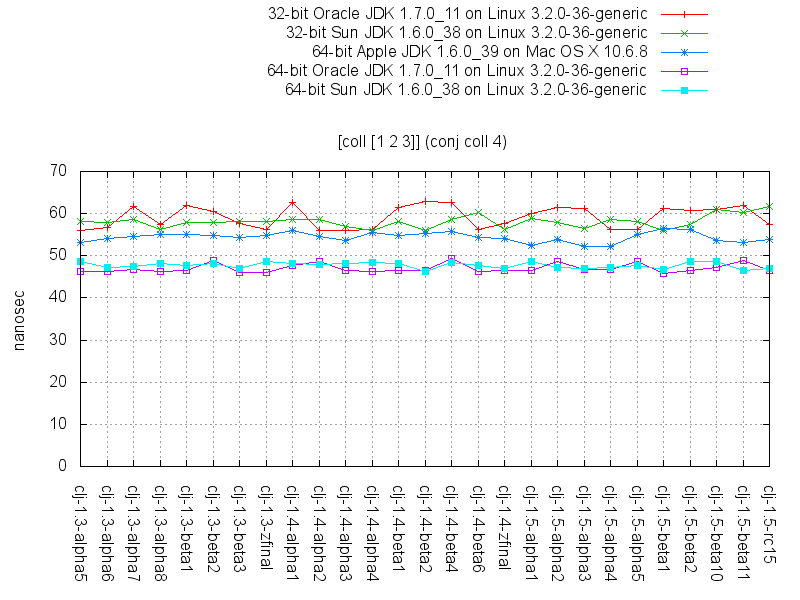 32-bit Oracle JDK 1.7.0_11 on Linux 3.2.0-36-generic
32-bit Sun JDK 1.6.0_38 on Linux 3.2.0-36-generic
64-bit Apple JDK 1.6.0_39 on Mac OS X 10.6.8
64-bit Oracle JDK 1.7.0_11 on Linux 3.2.0-36-generic
64-bit Sun JDK 1.6.0_38 on Linux 3.2.0-36-generic
[coll [1 2 3]] (conj coll 4)
70
60
50
40
30
20
10
0
nanosec
clj-1.3-alpha5
clj-1.3-alpha6
clj-1.3-alpha7
clj-1.3-alpha8
clj-1.3-beta1
clj-1.3-beta2
clj-1.3-beta3
clj-1.3-zfinal
clj-1.4-alpha1
clj-1.4-alpha2
clj-1.4-alpha3
clj-1.4-alpha4
clj-1.4-beta1
clj-1.4-beta2
clj-1.4-beta4
clj-1.4-beta6
clj-1.4-zfinal
clj-1.5-alpha1
clj-1.5-alpha2
clj-1.5-alpha3
clj-1.5-alpha4
clj-1.5-alpha5
clj-1.5-beta1
clj-1.5-beta2
clj-1.5-beta10
clj-1.5-beta11
clj-1.5-rc15